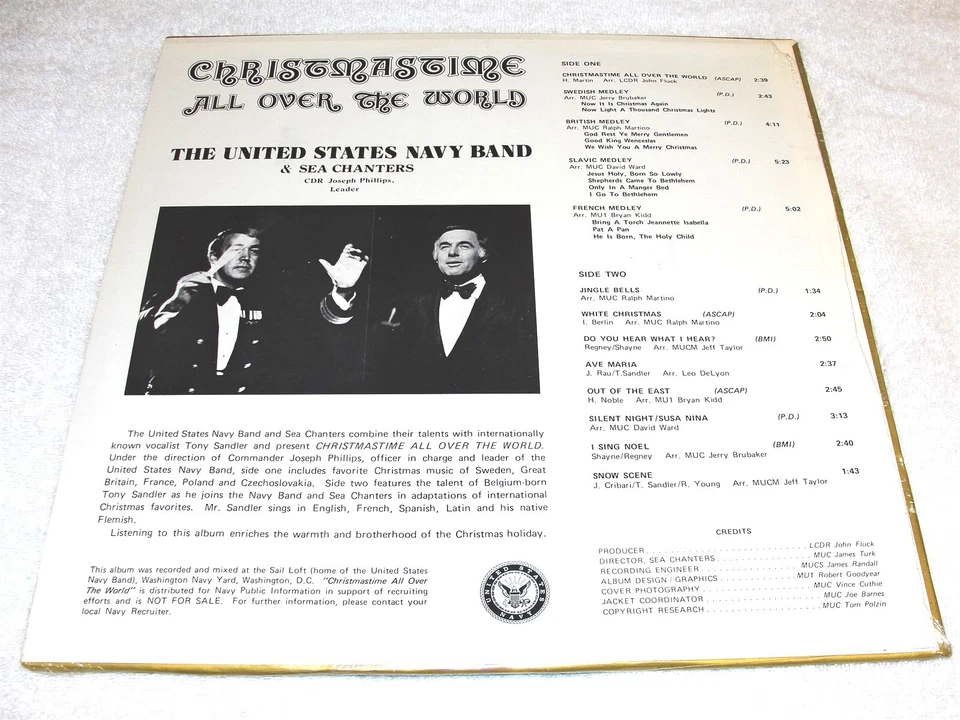 CHRISTMASTIME
ALL OVER THE WORLD
THE UNITED STATES NAVY BAND
& SEA CHANTERS
CDR Joseph Phillips,
Leader
The United States Navy Band and Sea Chanters combine their talents with internationally
known vocalist Tony Sandler and present CHRISTMASTIME ALL OVER THE WORLD.
Under the direction of Commander Joseph Phillips, officer in charge and leader of the
United States Navy Band, side one includes favorite Christmas music of Sweden, Great
Britain, France, Poland and Czechoslovakia. Side two features the talent of Belgium-born
Tony Sandler as he joins the Navy Band and Sea Chanters in adaptations of international
Christmas favorites. Mr. Sandler sings in English, French, Spanish, Latin and his native
Flemish.
Listening to this album enriches the warmth and brotherhood of the Christmas holiday.
This album was recorded and mixed at the Sail Loft (home of the United States
Navy Band), Washington Navy Yard, Washington, D.C. "Christmastime All Over
The World" is distributed for Navy Public Information in support of recruiting
efforts and is NOT FOR SALE. For further information, please contact your
local Navy Recruiter.
UNITED STATES NAVY BAND
SIDE ONE
CHRISTMASTIME ALL OVER THE WORLD (ASCAP) 2:39
H. Martin Arr. LCDR John Fluck
SWEDISH MEDLEY (P.D.) 2:43
Arr. MUC Jerry Brubaker
Now It Is Christmas Again
Now Light A Thousand Christmas Lights
BRITISH MEDLEY (P.D.) 4:11
Arr. MUC Ralph Martino
God Rest Ye Merry Gentlemen
Good King Wenceslas
We Wish You A Merry Christmas
SLAVIC MEDLEY (P.D.) 5:23
Arr. MUC David Ward
Jesus Holy, Born So Lowly
Shepherds Came To Bethlehem
Only In A Manger Bed
I Go To Bethlehem
FRENCH MEDLEY (P.D.) 5:02
Arr. MU1 Bryan Kidd
Bring A Torch Jeannette Isabella
Pat A Pan
He Is Born, The Holy Child
SIDE TWO
JINGLE BELLS (P.D.) 1:34
Arr. MUC Ralph Martino
WHITE CHRISTMAS (ASCAP) 2:04
I. Berlin Arr. MUC Ralph Martino
DO YOU HEAR WHAT I HEAR? (BMI) 2:50
Regney/Shayne Arr. MUCM Jeff Taylor
AVE MARIA 2:37
J. Rau/T.Sandler Arr. Leo DeLyon
OUT OF THE EAST (ASCAP) 2:45
H. Noble Arr. MU1 Bryan Kidd
SILENT NIGHT/SUSA NINA (P.D.) 3:13
Arr. MUC David Ward
I SING NOEL (BMI) 2:40
Shayne/Regney Arr. MUC Jerry Brubaker
SNOW SCENE 1:43
J. Cribari/T. Sandler/R. Young Arr. MUCM Jeff Taylor
CREDITS
PRODUCER . . . . . . . . . . LCDR John Fluck
DIRECTOR, SEA CHANTERS . . . . . . . . . . MUC James Turk
RECORDING ENGINEER . . . . . . . . . . MUCS James Randall
ALBUM DESIGN / GRAPHICS . . . . . . . . . . MU1 Robert Goodyear
COVER PHOTOGRAPHY . . . . . . . . . . MUC Vince Cuthie
JACKET COORDINATOR . . . . . . . . . . MUC Joe Barnes
COPYRIGHT RESEARCH . . . . . . . . . . MUC Tom Polzin